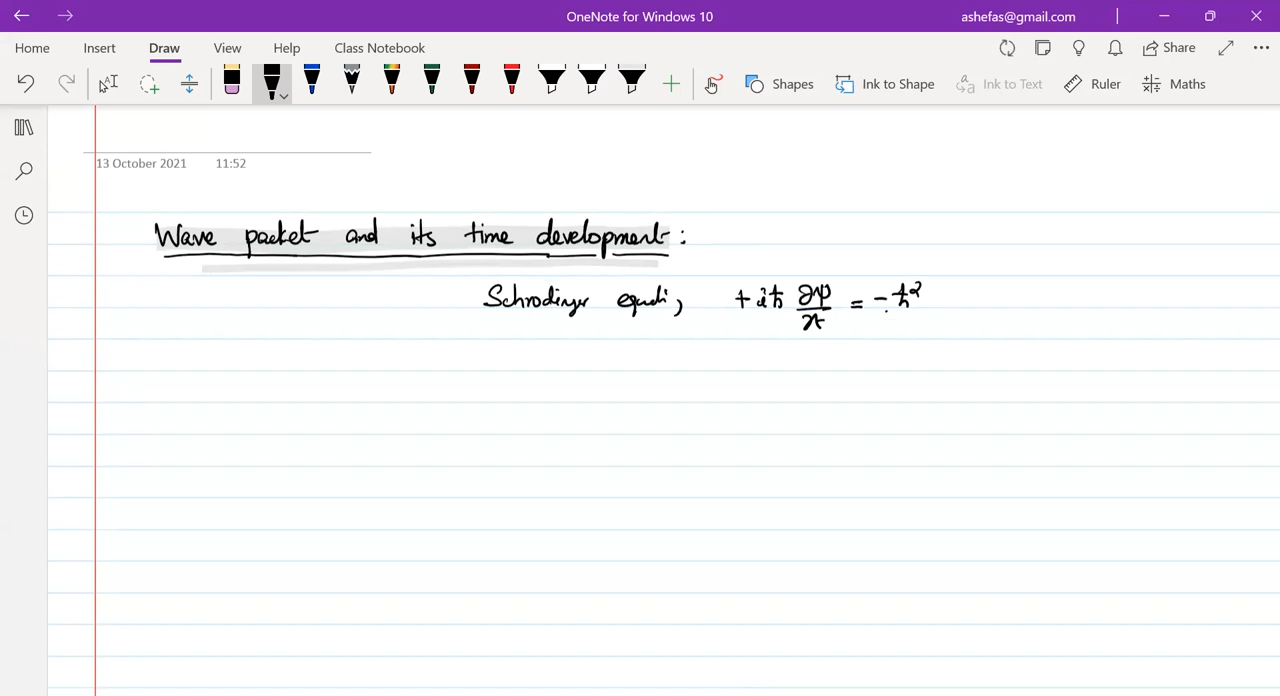 OneNote for Windows 10
ashefas@gmail.com
Home Insert Draw View Help Class Notebook
Share
Shapes Ink to Shape Ink to Text Ruler Maths
13 October 2021 11:52
Wave packet and its time development :
Schrodinger equati, +iℏ ∂ψ/∂t = -ℏ²